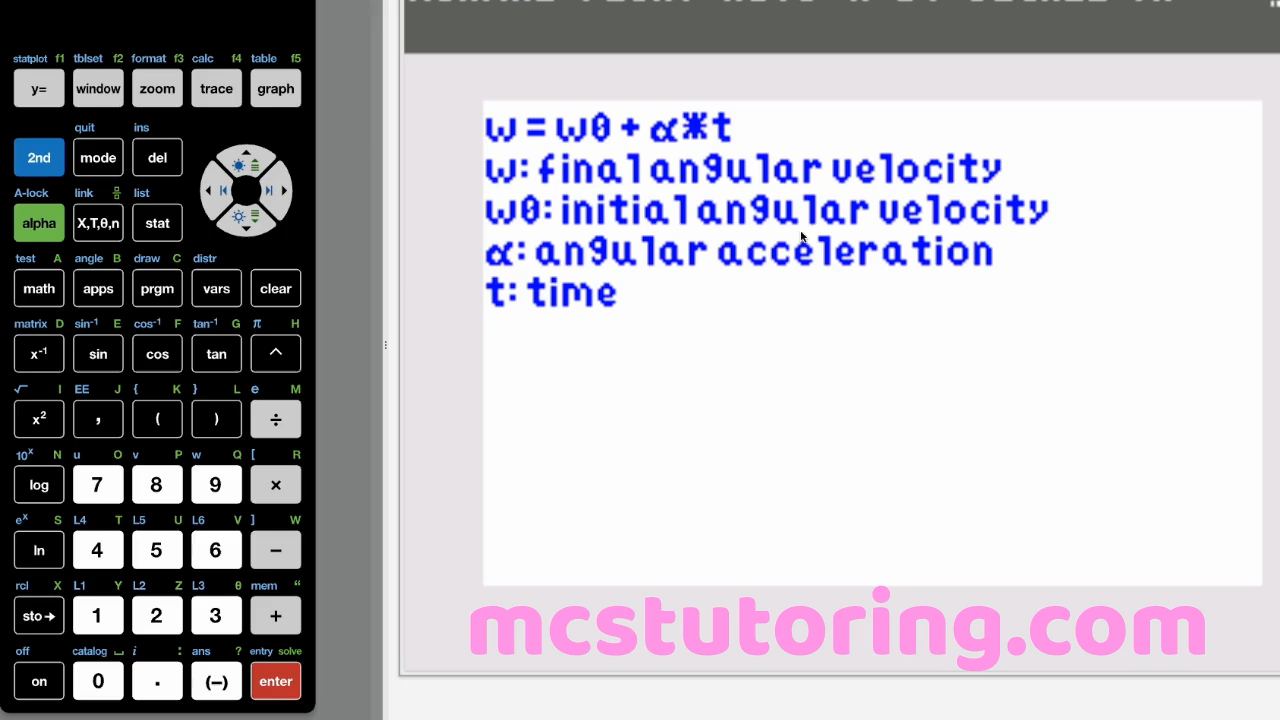 statplot f1 tblset f2 format f3 calc f4 table f5
y= window zoom trace graph
quit ins
2nd mode del
A-lock link list
alpha X,T,θ,n stat
test A angle B draw C distr
math apps prgm vars clear
matrix D sin⁻¹ E cos⁻¹ F tan⁻¹ G π H
x⁻¹ sin cos tan ^
√ I EE J { K } L e M
x² , ( ) ÷
10ˣ N u O v P w Q [ R
log 7 8 9 ×
eˣ S L4 T L5 U L6 V ] W
ln 4 5 6 −
rcl X L1 Y L2 Z L3 θ mem "
sto→ 1 2 3 +
off catalog i : ans ? entry solve
on 0 . (−) enter
w = w0 + α*t
w: final angular velocity
w0: initial angular velocity
α: angular acceleration
t: time
mcstutoring.com